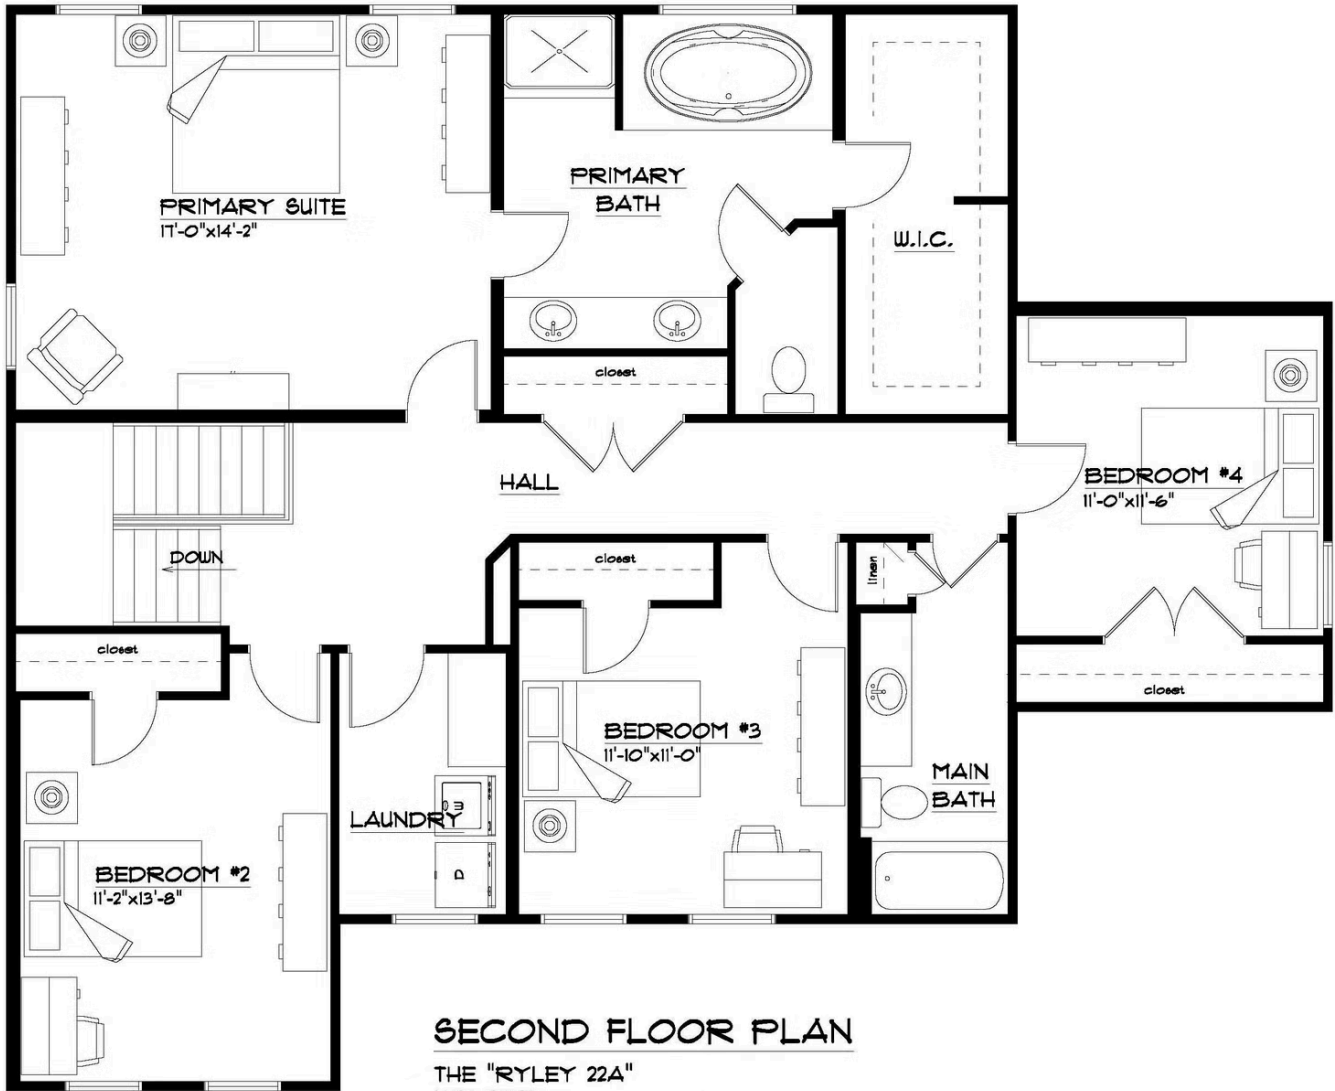 PRIMARY SUITE
17'-0"x14'-2"
PRIMARY
BATH
W.I.C.
closet
HALL
BEDROOM #4
11'-0"x11'-6"
DOWN
closet
linen
closet
closet
BEDROOM #3
11'-10"x11'-0"
MAIN
BATH
LAUNDRY
W
D
BEDROOM #2
11'-2"x13'-8"
SECOND FLOOR PLAN
THE "RYLEY 22A"